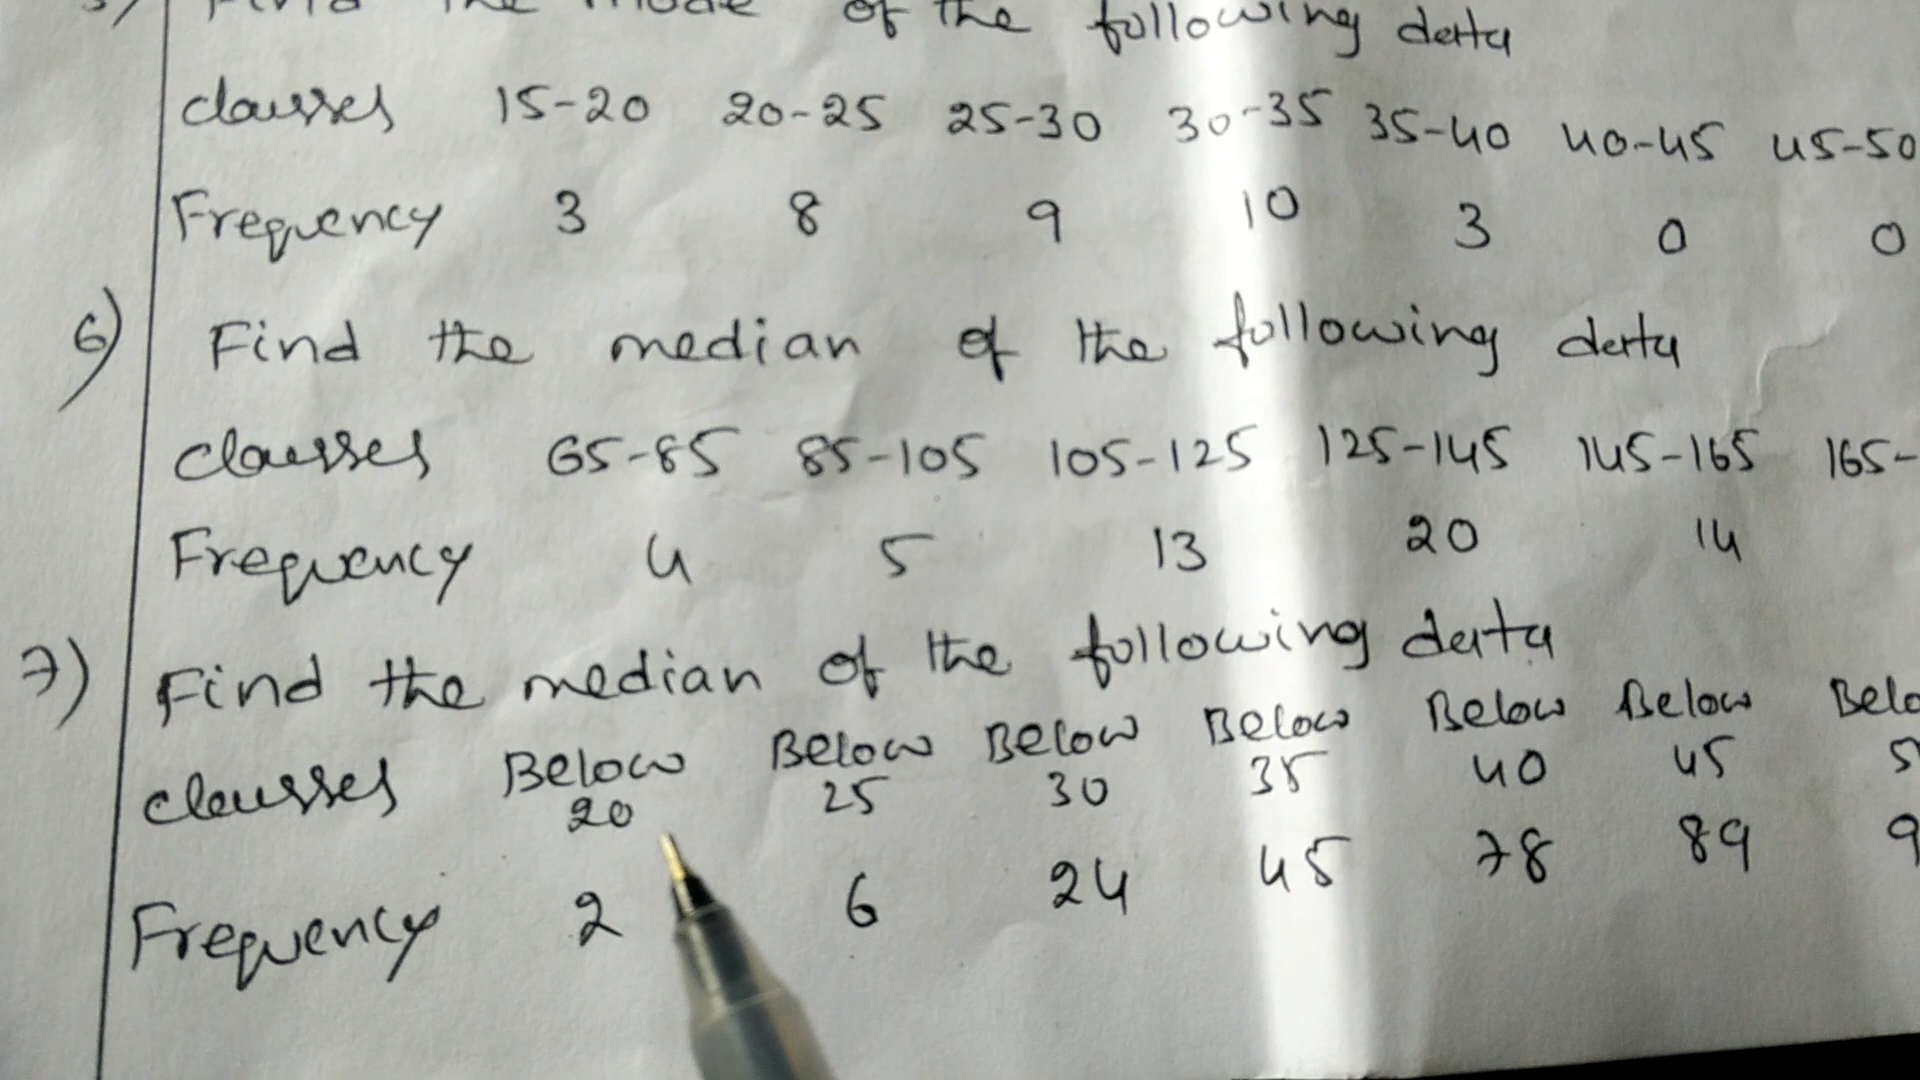 of the following data
classes 15-20 20-25 25-30 30-35 35-40 40-45 45-50
Frequency 3 8 9 10 3 0 0
6) Find the median of the following data
classes 65-85 85-105 105-125 125-145 145-165 165-
Frequency 4 5 13 20 14
7) Find the median of the following data
classes Below 20 Below 25 Below 30 Below 35 Below 40 Below 45
Frequency 2 6 24 45 78 89 9